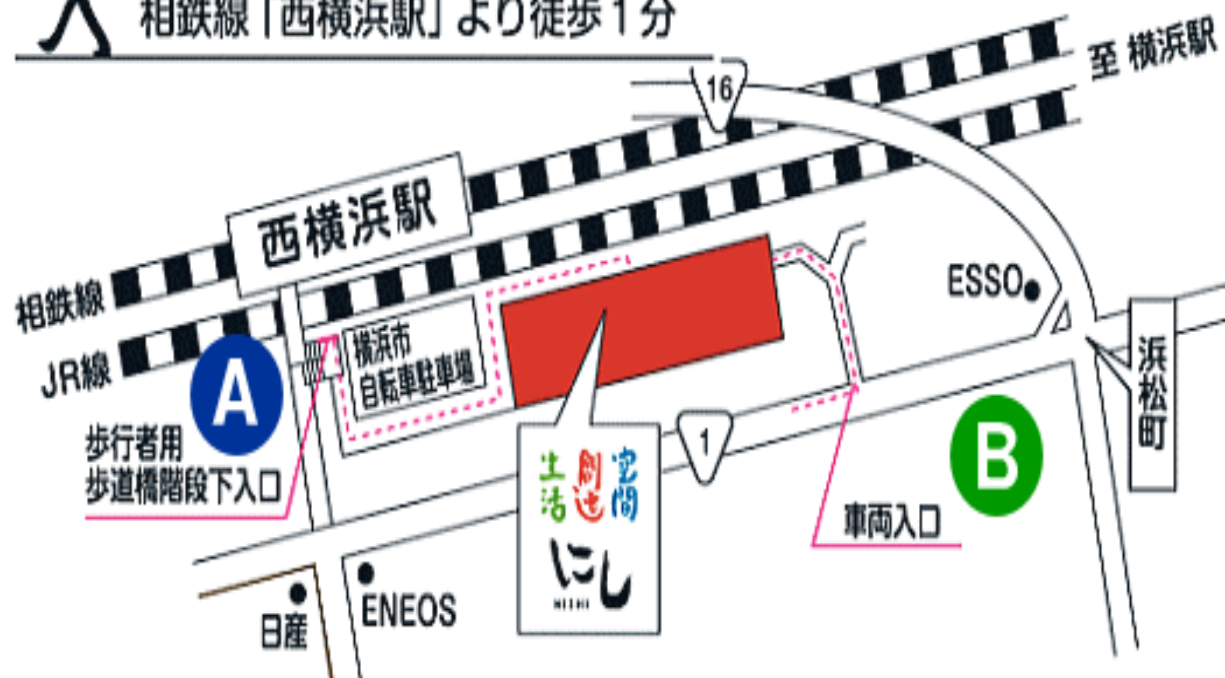 相鉄線「西横浜駅」より徒歩1分
至 横浜駅
16
西横浜駅
相鉄線
JR線
ESSO
横浜市
自転車駐車場
A
浜松町
歩行者用
歩道橋階段下入口
1
B
生活
創造
空間
にし
NISHI
車両入口
ENEOS
日産